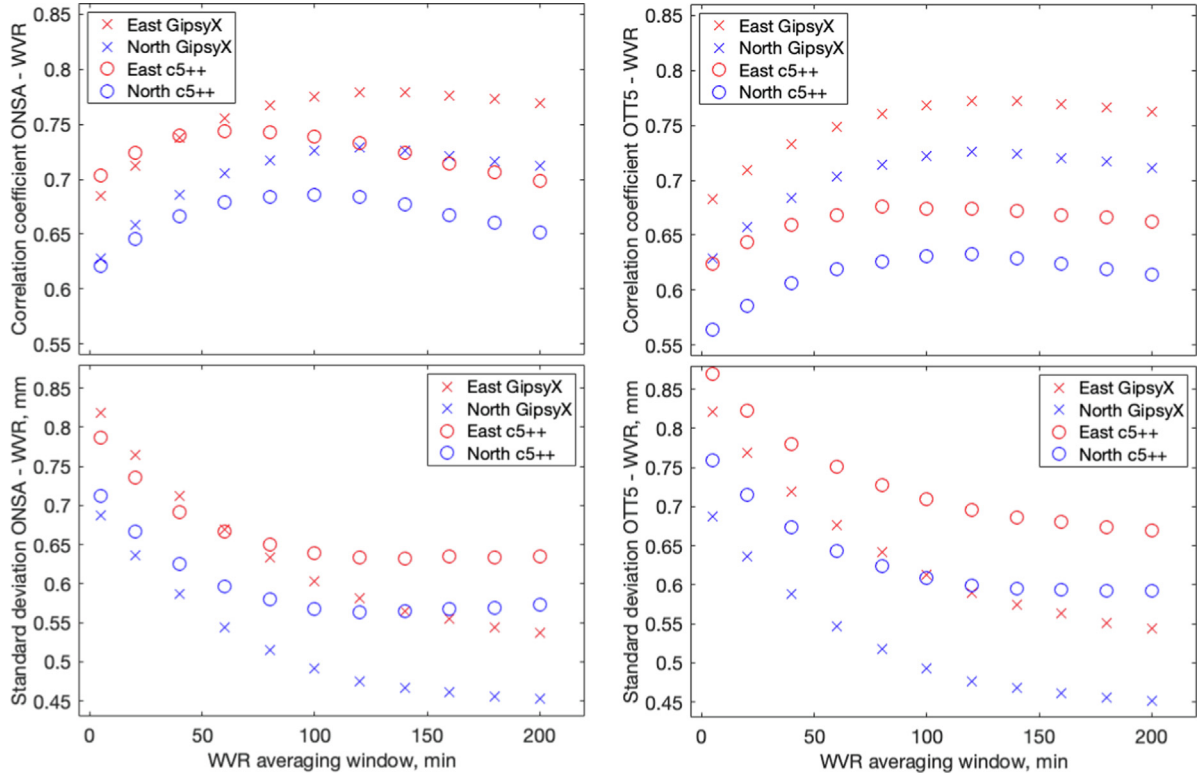 Correlation coefficient ONSA - WVR
0.85
0.8
0.75
0.7
0.65
0.6
0.55
East GipsyX
North GipsyX
East c5++
North c5++
Correlation coefficient OTT5 - WVR
0.85
0.8
0.75
0.7
0.65
0.6
0.55
East GipsyX
North GipsyX
East c5++
North c5++
Standard deviation ONSA - WVR, mm
0.85
0.8
0.75
0.7
0.65
0.6
0.55
0.5
0.45
East GipsyX
North GipsyX
East c5++
North c5++
0 50 100 150 200
WVR averaging window, min
Standard deviation OTT5 - WVR, mm
0.85
0.8
0.75
0.7
0.65
0.6
0.55
0.5
0.45
East GipsyX
North GipsyX
East c5++
North c5++
0 50 100 150 200
WVR averaging window, min